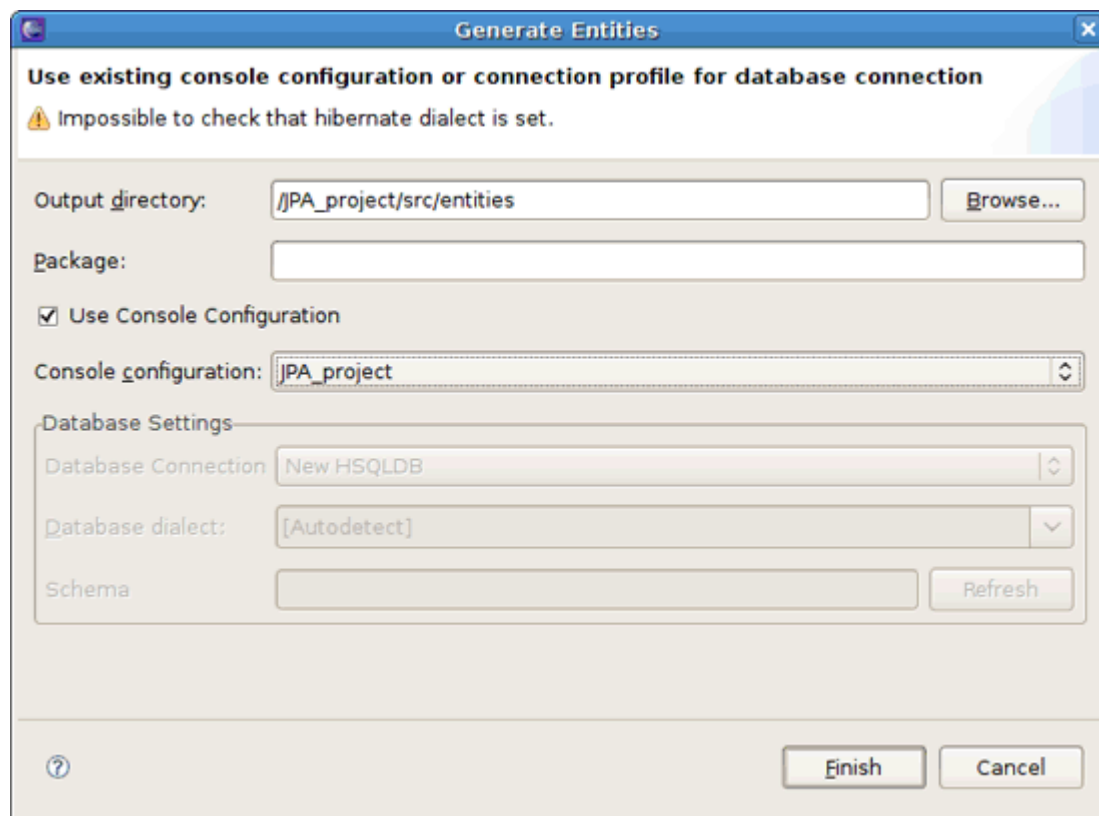 Generate Entities
Use existing console configuration or connection profile for database connection
Impossible to check that hibernate dialect is set.
Output directory: /JPA_project/src/entities Browse...
Package:
Use Console Configuration
Console configuration: JPA_project
Database Settings
Database Connection New HSQLDB
Database dialect: [Autodetect]
Schema Refresh
Finish Cancel